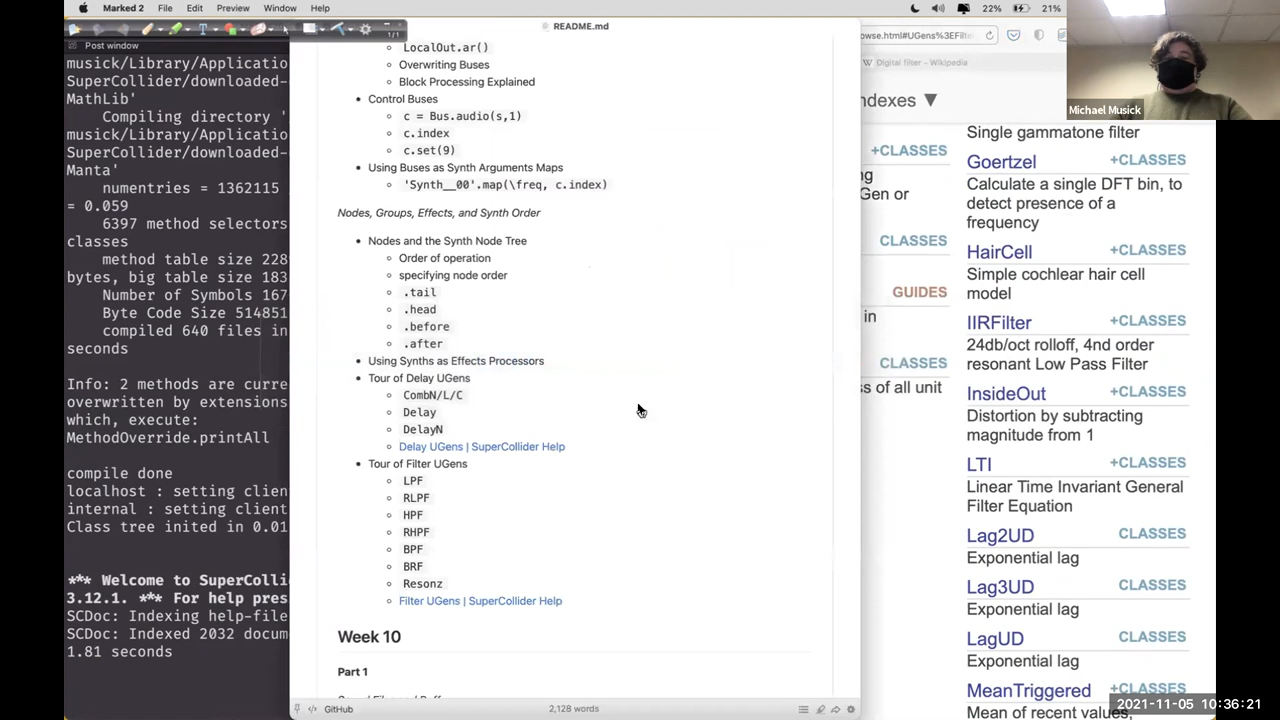 Marked 2 File Edit Preview Window Help
22% 21%
1/1
README.md
Post window
musick/Library/Applicatio
SuperCollider/downloaded-
MathLib'
Compiling directory '
musick/Library/Applicatio
SuperCollider/downloaded-
Manta'
numentries = 1362115
= 0.059
6397 method selectors
classes
method table size 228
bytes, big table size 183
Number of Symbols 167
Byte Code Size 514851
compiled 640 files in
seconds
Info: 2 methods are curre
overwritten by extensions
which, execute:
MethodOverride.printAll
compile done
localhost : setting clien
internal : setting client
Class tree inited in 0.01
*** Welcome to SuperColli
3.12.1. *** For help pres
SCDoc: Indexing help-file
SCDoc: Indexed 2032 docum
1.81 seconds
LocalOut.ar()
Overwriting Buses
Block Processing Explained
Control Buses
c = Bus.audio(s,1)
c.index
c.set(9)
Using Buses as Synth Arguments Maps
'Synth__00'.map(\freq, c.index)
Nodes, Groups, Effects, and Synth Order
Nodes and the Synth Node Tree
Order of operation
specifying node order
.tail
.head
.before
.after
Using Synths as Effects Processors
Tour of Delay UGens
CombN/L/C
Delay
DelayN
Delay UGens | SuperCollider Help
Tour of Filter UGens
LPF
RLPF
HPF
RHPF
BPF
BRF
Resonz
Filter UGens | SuperCollider Help
Week 10
Part 1
GitHub
2,128 words
owse.html#UGens%3EFilte
Digital filter - Wikipedia
ndexes ▼
+CLASSES
ng
Gen or
CLASSES
GUIDES
in
CLASSES
ss of all unit
Michael Musick
Single gammatone filter
Goertzel +CLASSES
Calculate a single DFT bin, to
detect presence of a
frequency
HairCell +CLASSES
Simple cochlear hair cell
model
IIRFilter +CLASSES
24db/oct rolloff, 4nd order
resonant Low Pass Filter
InsideOut +CLASSES
Distortion by subtracting
magnitude from 1
LTI +CLASSES
Linear Time Invariant General
Filter Equation
Lag2UD CLASSES
Exponential lag
Lag3UD CLASSES
Exponential lag
LagUD CLASSES
Exponential lag
MeanTriggered +CLASSES
Mean of recent values
2021-11-05 10:36:21